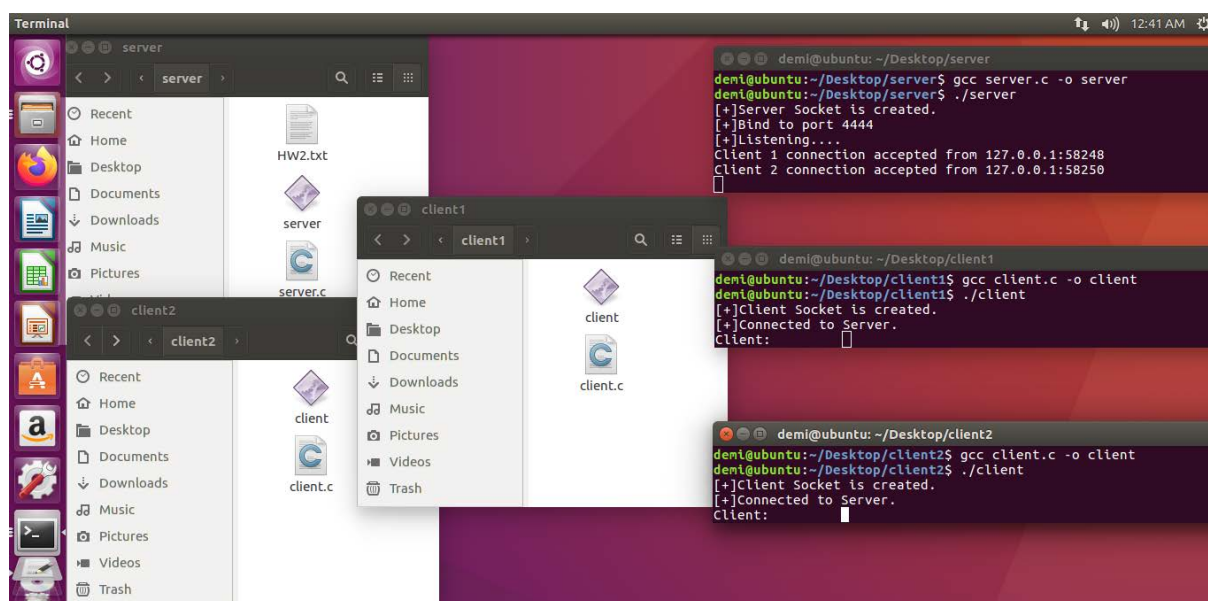 Terminal
12:41 AM
server
server
Recent
Home
Desktop
Documents
Downloads
Music
Pictures
HW2.txt
server
server.c
client1
client1
Recent
Home
Desktop
Documents
Downloads
Music
Pictures
Videos
Trash
client
client.c
client2
client2
Recent
Home
Desktop
Documents
Downloads
Music
Pictures
Videos
Trash
client
client.c
demi@ubuntu: ~/Desktop/server
demi@ubuntu:~/Desktop/server$ gcc server.c -o server
demi@ubuntu:~/Desktop/server$ ./server
[+]Server Socket is created.
[+]Bind to port 4444
[+]Listening....
Client 1 connection accepted from 127.0.0.1:58248
Client 2 connection accepted from 127.0.0.1:58250
demi@ubuntu: ~/Desktop/client1
demi@ubuntu:~/Desktop/client1$ gcc client.c -o client
demi@ubuntu:~/Desktop/client1$ ./client
[+]Client Socket is created.
[+]Connected to Server.
Client:
demi@ubuntu: ~/Desktop/client2
demi@ubuntu:~/Desktop/client2$ gcc client.c -o client
demi@ubuntu:~/Desktop/client2$ ./client
[+]Client Socket is created.
[+]Connected to Server.
Client: